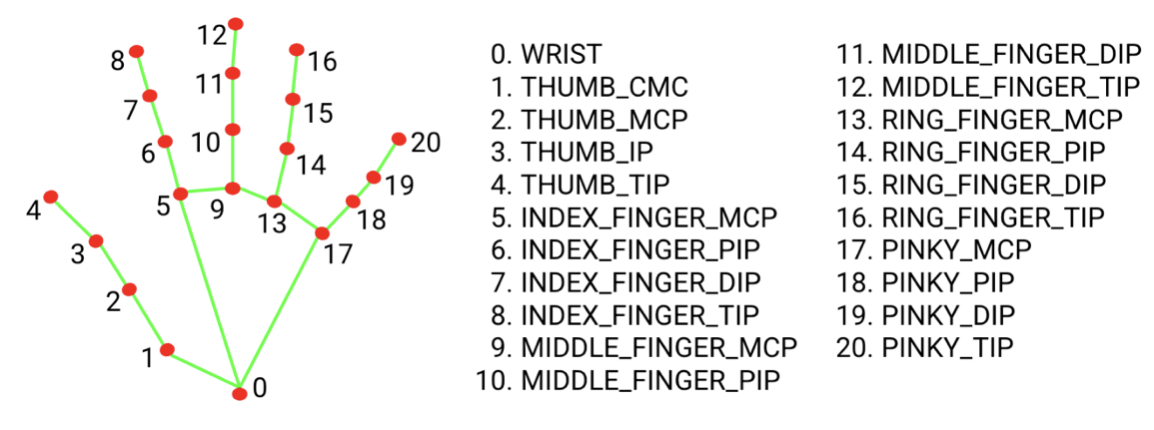 12
8
16
11
7
15
10
20
6
14
19
4
5
9
13
18
3
17
2
1
0
0. WRIST
1. THUMB_CMC
2. THUMB_MCP
3. THUMB_IP
4. THUMB_TIP
5. INDEX_FINGER_MCP
6. INDEX_FINGER_PIP
7. INDEX_FINGER_DIP
8. INDEX_FINGER_TIP
9. MIDDLE_FINGER_MCP
10. MIDDLE_FINGER_PIP
11. MIDDLE_FINGER_DIP
12. MIDDLE_FINGER_TIP
13. RING_FINGER_MCP
14. RING_FINGER_PIP
15. RING_FINGER_DIP
16. RING_FINGER_TIP
17. PINKY_MCP
18. PINKY_PIP
19. PINKY_DIP
20. PINKY_TIP